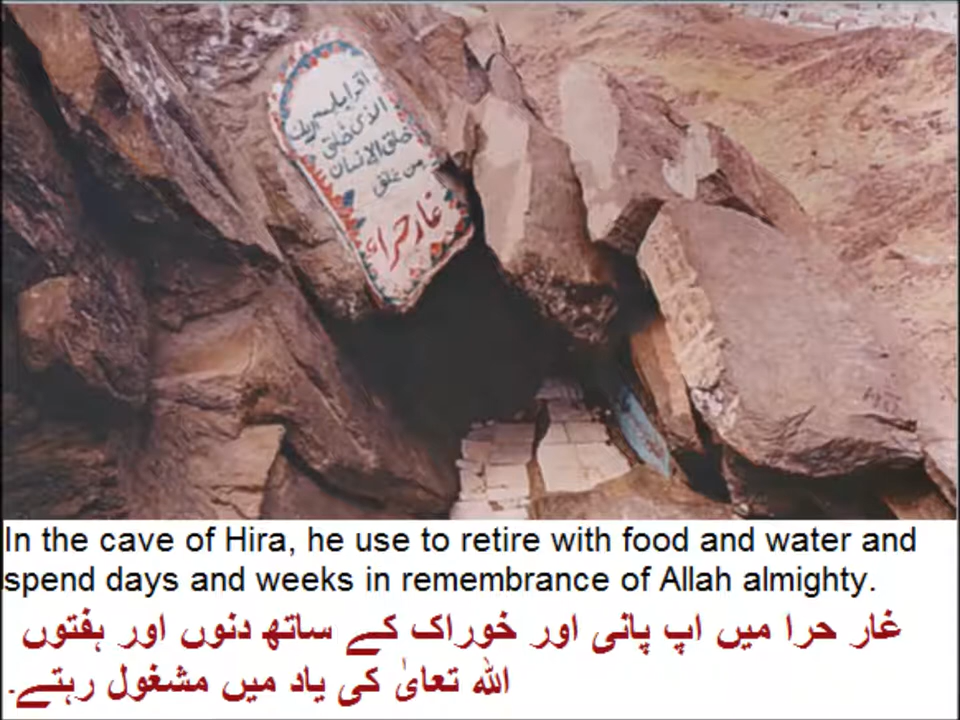 اقرا باسم ربك
الذی خلق
خلق الانسان
من علق
غار حراء
In the cave of Hira, he use to retire with food and water and
spend days and weeks in remembrance of Allah almighty.
غار حرا میں اپ پانی اور خوراک کے ساتھ دنوں اور ہفتوں
اللہ تعایٰ کی یاد میں مشغول رہتے۔